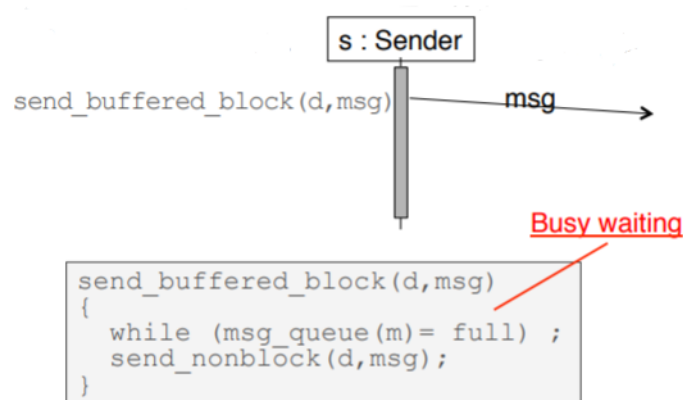 s : Sender
send_buffered_block(d,msg)
msg
Busy waiting
send_buffered_block(d,msg)
{
while (msg_queue(m)= full) ;
send_nonblock(d,msg);
}